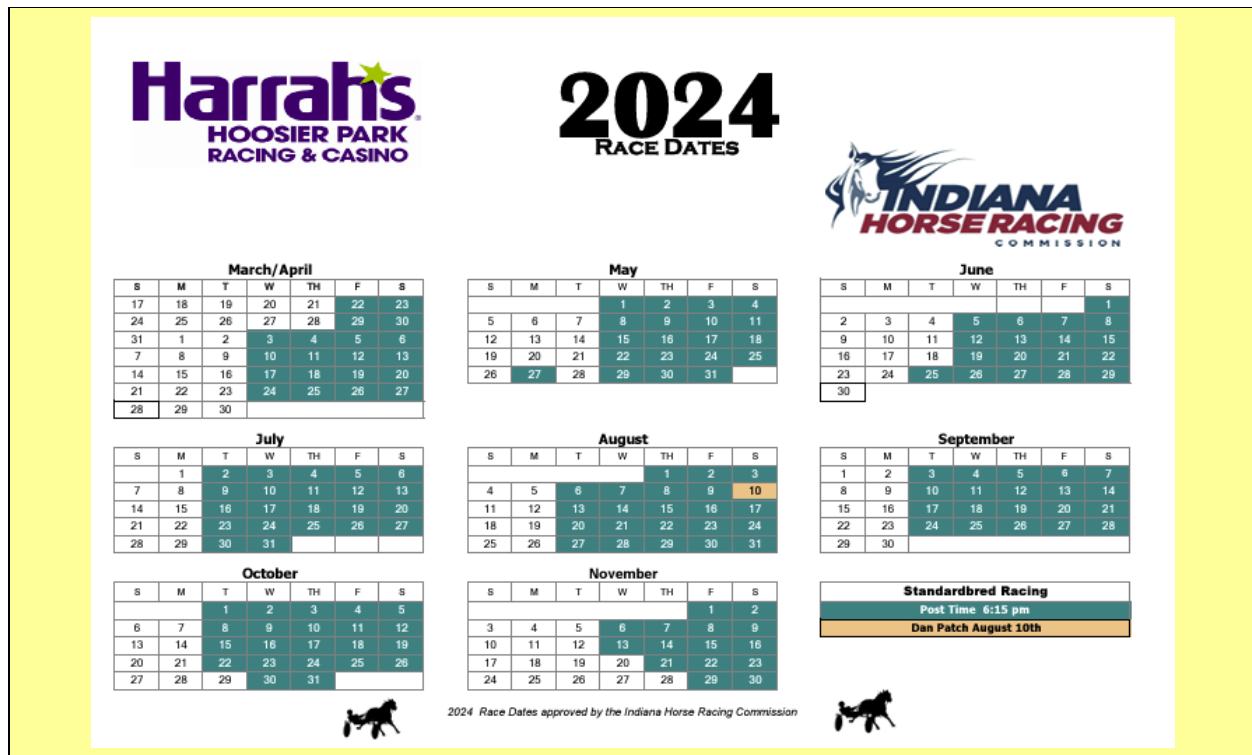 Harrah's
HOOSIER PARK
RACING & CASINO
2024
RACE DATES
INDIANA
HORSE RACING
COMMISSION
March/April
S M T W TH F S
17 18 19 20 21 22 23
24 25 26 27 28 29 30
31 1 2 3 4 5 6
7 8 9 10 11 12 13
14 15 16 17 18 19 20
21 22 23 24 25 26 27
28 29 30
May
S M T W TH F S
1 2 3 4
5 6 7 8 9 10 11
12 13 14 15 16 17 18
19 20 21 22 23 24 25
26 27 28 29 30 31
June
S M T W TH F S
1
2 3 4 5 6 7 8
9 10 11 12 13 14 15
16 17 18 19 20 21 22
23 24 25 26 27 28 29
30
July
S M T W TH F S
1 2 3 4 5 6
7 8 9 10 11 12 13
14 15 16 17 18 19 20
21 22 23 24 25 26 27
28 29 30 31
August
S M T W TH F S
1 2 3
4 5 6 7 8 9 10
11 12 13 14 15 16 17
18 19 20 21 22 23 24
25 26 27 28 29 30 31
September
S M T W TH F S
1 2 3 4 5 6 7
8 9 10 11 12 13 14
15 16 17 18 19 20 21
22 23 24 25 26 27 28
29 30
October
S M T W TH F S
1 2 3 4 5
6 7 8 9 10 11 12
13 14 15 16 17 18 19
20 21 22 23 24 25 26
27 28 29 30 31
November
S M T W TH F S
1 2
3 4 5 6 7 8 9
10 11 12 13 14 15 16
17 18 19 20 21 22 23
24 25 26 27 28 29 30
Standardbred Racing
Post Time 6:15 pm
Dan Patch August 10th
2024 Race Dates approved by the Indiana Horse Racing Commission